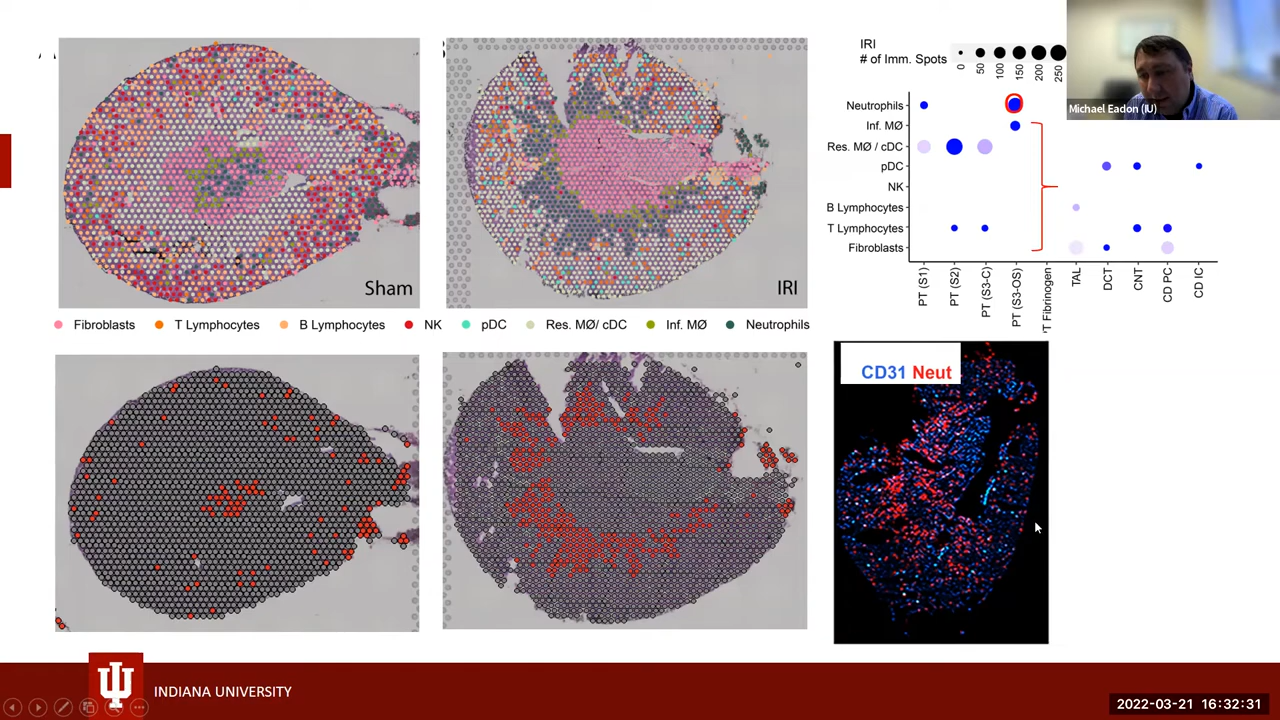 Sham
IRI
Fibroblasts
T Lymphocytes
B Lymphocytes
NK
pDC
Res. MØ/ cDC
Inf. MØ
Neutrophils
IRI
# of Imm. Spots
0
50
100
150
200
250
Neutrophils
Inf. MØ
Res. MØ / cDC
pDC
NK
B Lymphocytes
T Lymphocytes
Fibroblasts
PT (S1)
PT (S2)
PT (S3-C)
PT (S3-OS)
PT Fibrinogen
TAL
DCT
CNT
CD PC
CD IC
Michael Eadon (IU)
CD31 Neut
INDIANA UNIVERSITY
2022-03-21 16:32:31